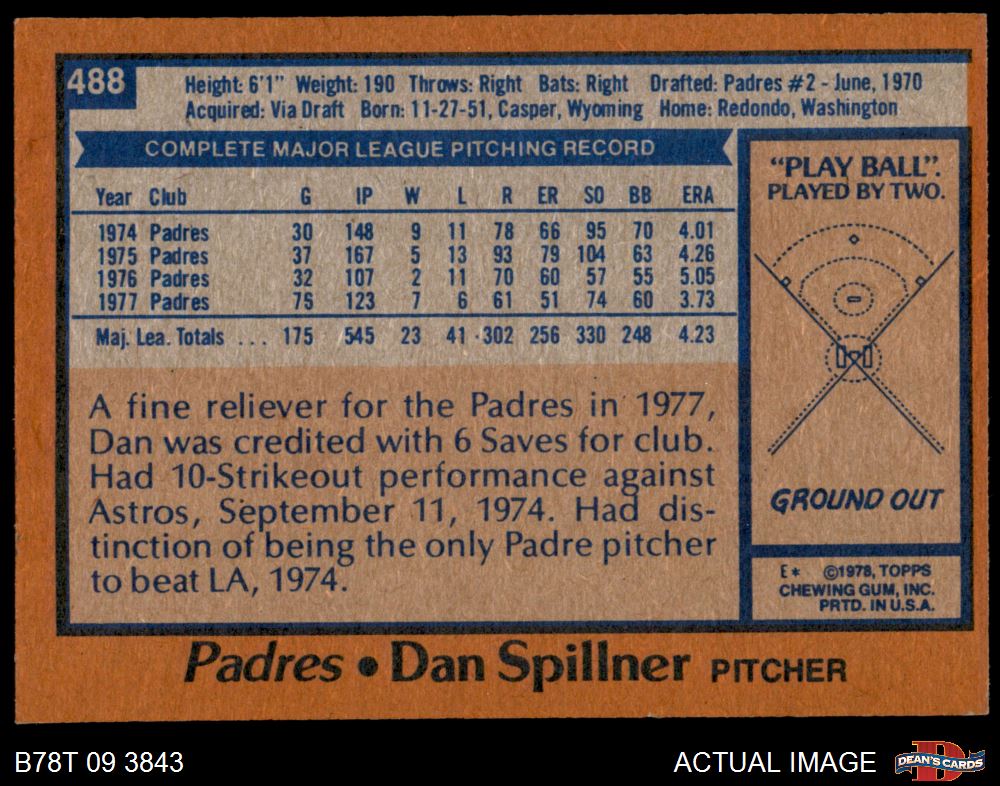 488
Height: 6'1" Weight: 190 Throws: Right Bats: Right Drafted: Padres #2 - June, 1970
Acquired: Via Draft Born: 11-27-51, Casper, Wyoming Home: Redondo, Washington
COMPLETE MAJOR LEAGUE PITCHING RECORD
Year Club G IP W L R ER SO BB ERA
1974 Padres 30 148 9 11 78 66 95 70 4.01
1975 Padres 37 167 5 13 93 79 104 63 4.26
1976 Padres 32 107 2 11 70 60 57 55 5.05
1977 Padres 76 123 7 6 61 51 74 60 3.73
Maj. Lea. Totals . . . 175 545 23 41 302 256 330 248 4.23
A fine reliever for the Padres in 1977,
Dan was credited with 6 Saves for club.
Had 10-Strikeout performance against
Astros, September 11, 1974. Had dis-
tinction of being the only Padre pitcher
to beat LA, 1974.
"PLAY BALL".
PLAYED BY TWO.
GROUND OUT
E* ©1978, TOPPS
CHEWING GUM, INC.
PRTD. IN U.S.A.
Padres • Dan Spillner PITCHER
B78T 09 3843
ACTUAL IMAGE
D
DEAN'S CARDS